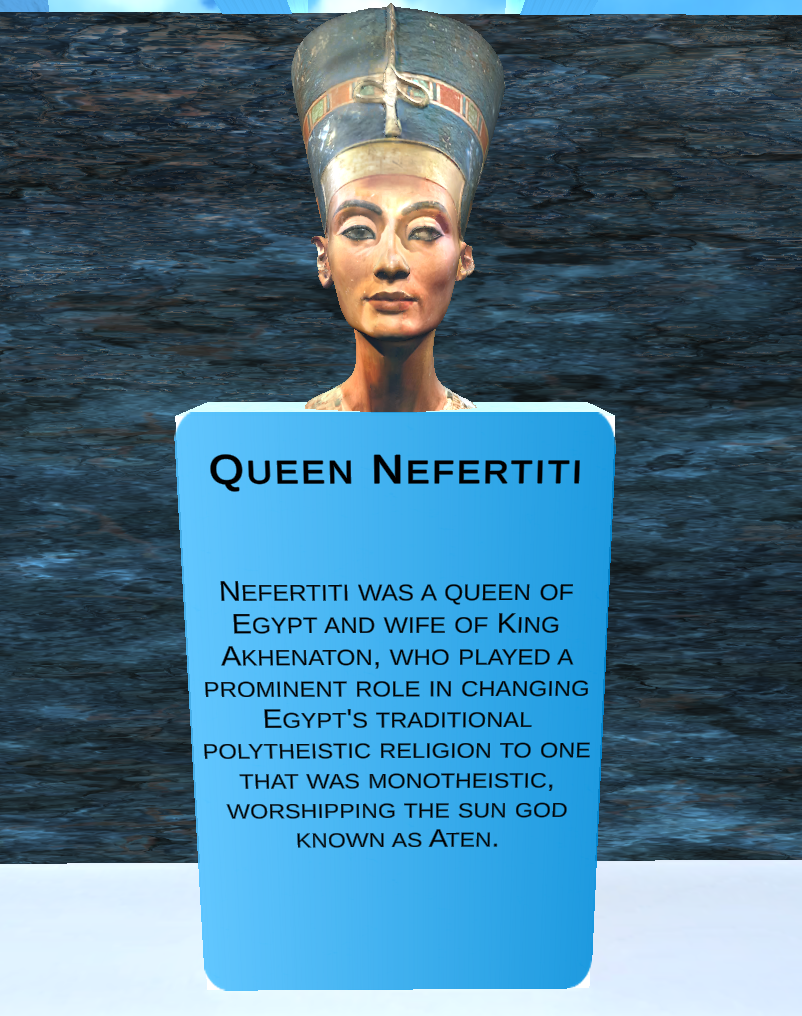 Queen Nefertiti
Nefertiti was a queen of
Egypt and wife of King
Akhenaton, who played a
prominent role in changing
Egypt's traditional
polytheistic religion to one
that was monotheistic,
worshipping the sun god
known as Aten.